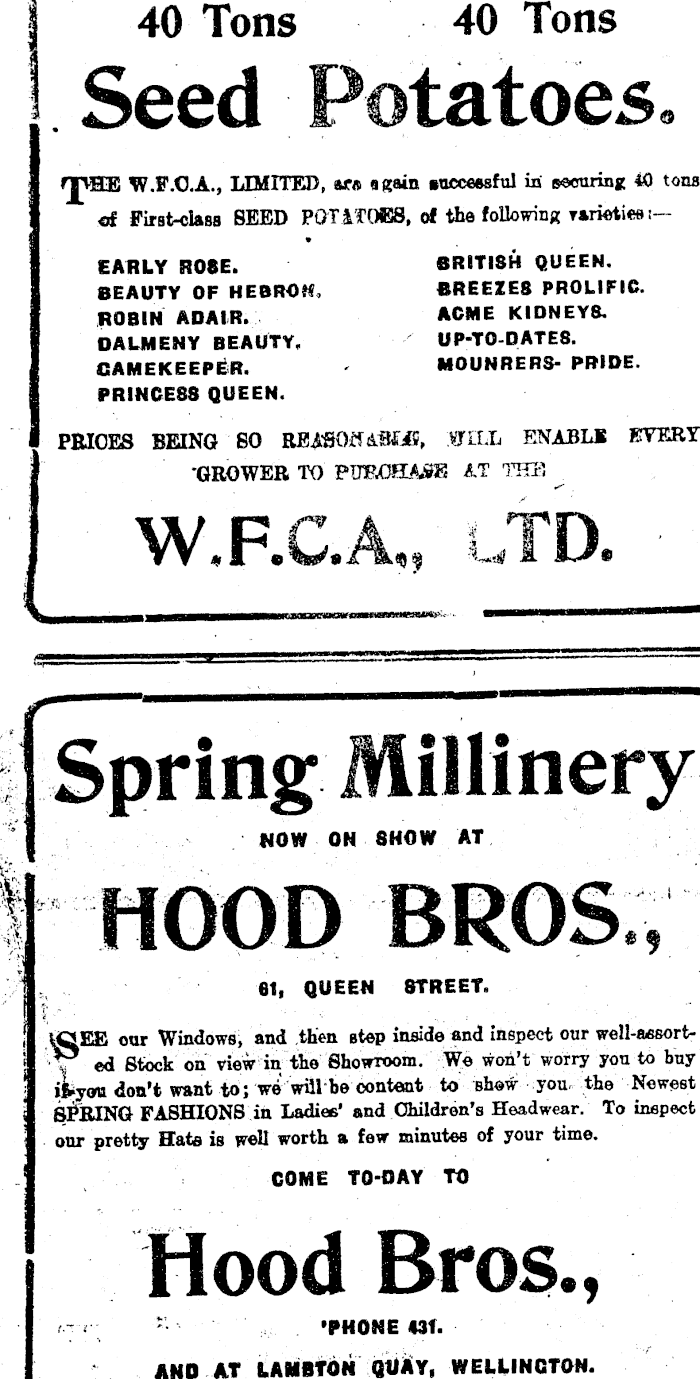 40 Tons 40 Tons
Seed Potatoes.
THE W.F.C.A., LIMITED, are again successful in securing 40 tons
of First-class SEED POTATOES, of the following varieties:—
EARLY ROSE.
BEAUTY OF HEBRON.
ROBIN ADAIR.
DALMENY BEAUTY.
GAMEKEEPER.
PRINCESS QUEEN.
BRITISH QUEEN.
BREEZES PROLIFIC.
ACME KIDNEYS.
UP-TO-DATES.
MOUNRERS- PRIDE.
PRICES BEING SO REASONABLE, WILL ENABLE EVERY
GROWER TO PURCHASE AT THE
W.F.C.A., LTD.
Spring Millinery
NOW ON SHOW AT
HOOD BROS.,
61, QUEEN STREET.
SEE our Windows, and then step inside and inspect our well-assort-
ed Stock on view in the Showroom. We won't worry you to buy
if you don't want to; we will be content to show you the Newest
SPRING FASHIONS in Ladies' and Children's Headwear. To inspect
our pretty Hats is well worth a few minutes of your time.
COME TO-DAY TO
Hood Bros.,
'PHONE 431.
AND AT LAMBTON QUAY, WELLINGTON.